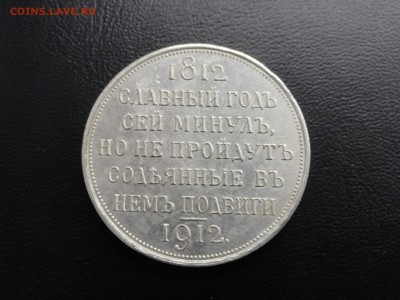 COINS.LAVE.RU
1812
СЛАВНЫЙ ГОДЪ
СЕЙ МИНУЛЪ,
НО НЕ ПРОЙДУТЪ
СОДѢЯННЫЕ ВЪ
НЕМЪ ПОДВИГИ
1912.